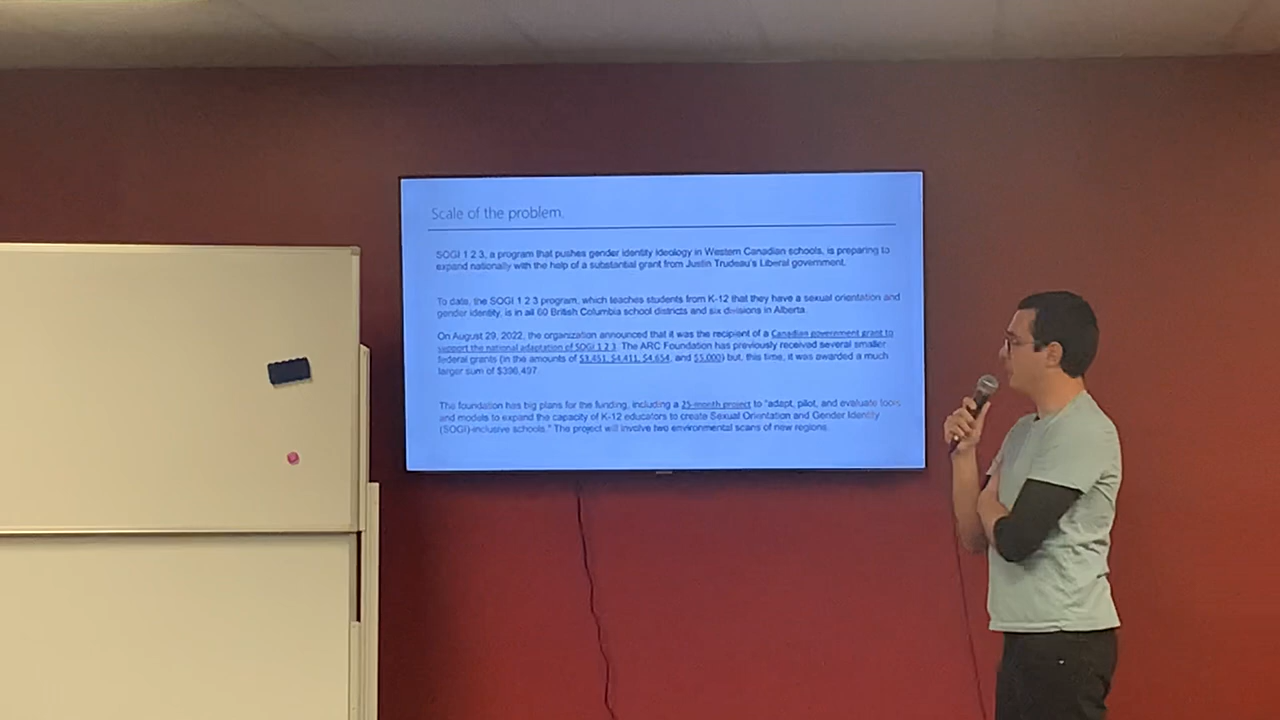 Scale of the problem.
SOGI 1 2 3, a program that pushes gender identity ideology in Western Canadian schools, is preparing to
expand nationally with the help of a substantial grant from Justin Trudeau's Liberal government.
To date, the SOGI 1 2 3 program, which teaches students from K-12 that they have a sexual orientation and
gender identity, is in all 60 British Columbia school districts and six divisions in Alberta.
On August 29, 2022, the organization announced that it was the recipient of a Canadian government grant to
support the national adaptation of SOGI 1 2 3. The ARC Foundation has previously received several smaller
federal grants (in the amounts of $3,451, $4,411, $4,654, and $5,000) but, this time, it was awarded a much
larger sum of $396,497.
The foundation has big plans for the funding, including a 25-month project to "adapt, pilot, and evaluate tools
and models to expand the capacity of K-12 educators to create Sexual Orientation and Gender Identity
(SOGI)-inclusive schools." The project will involve two environmental scans of new regions.